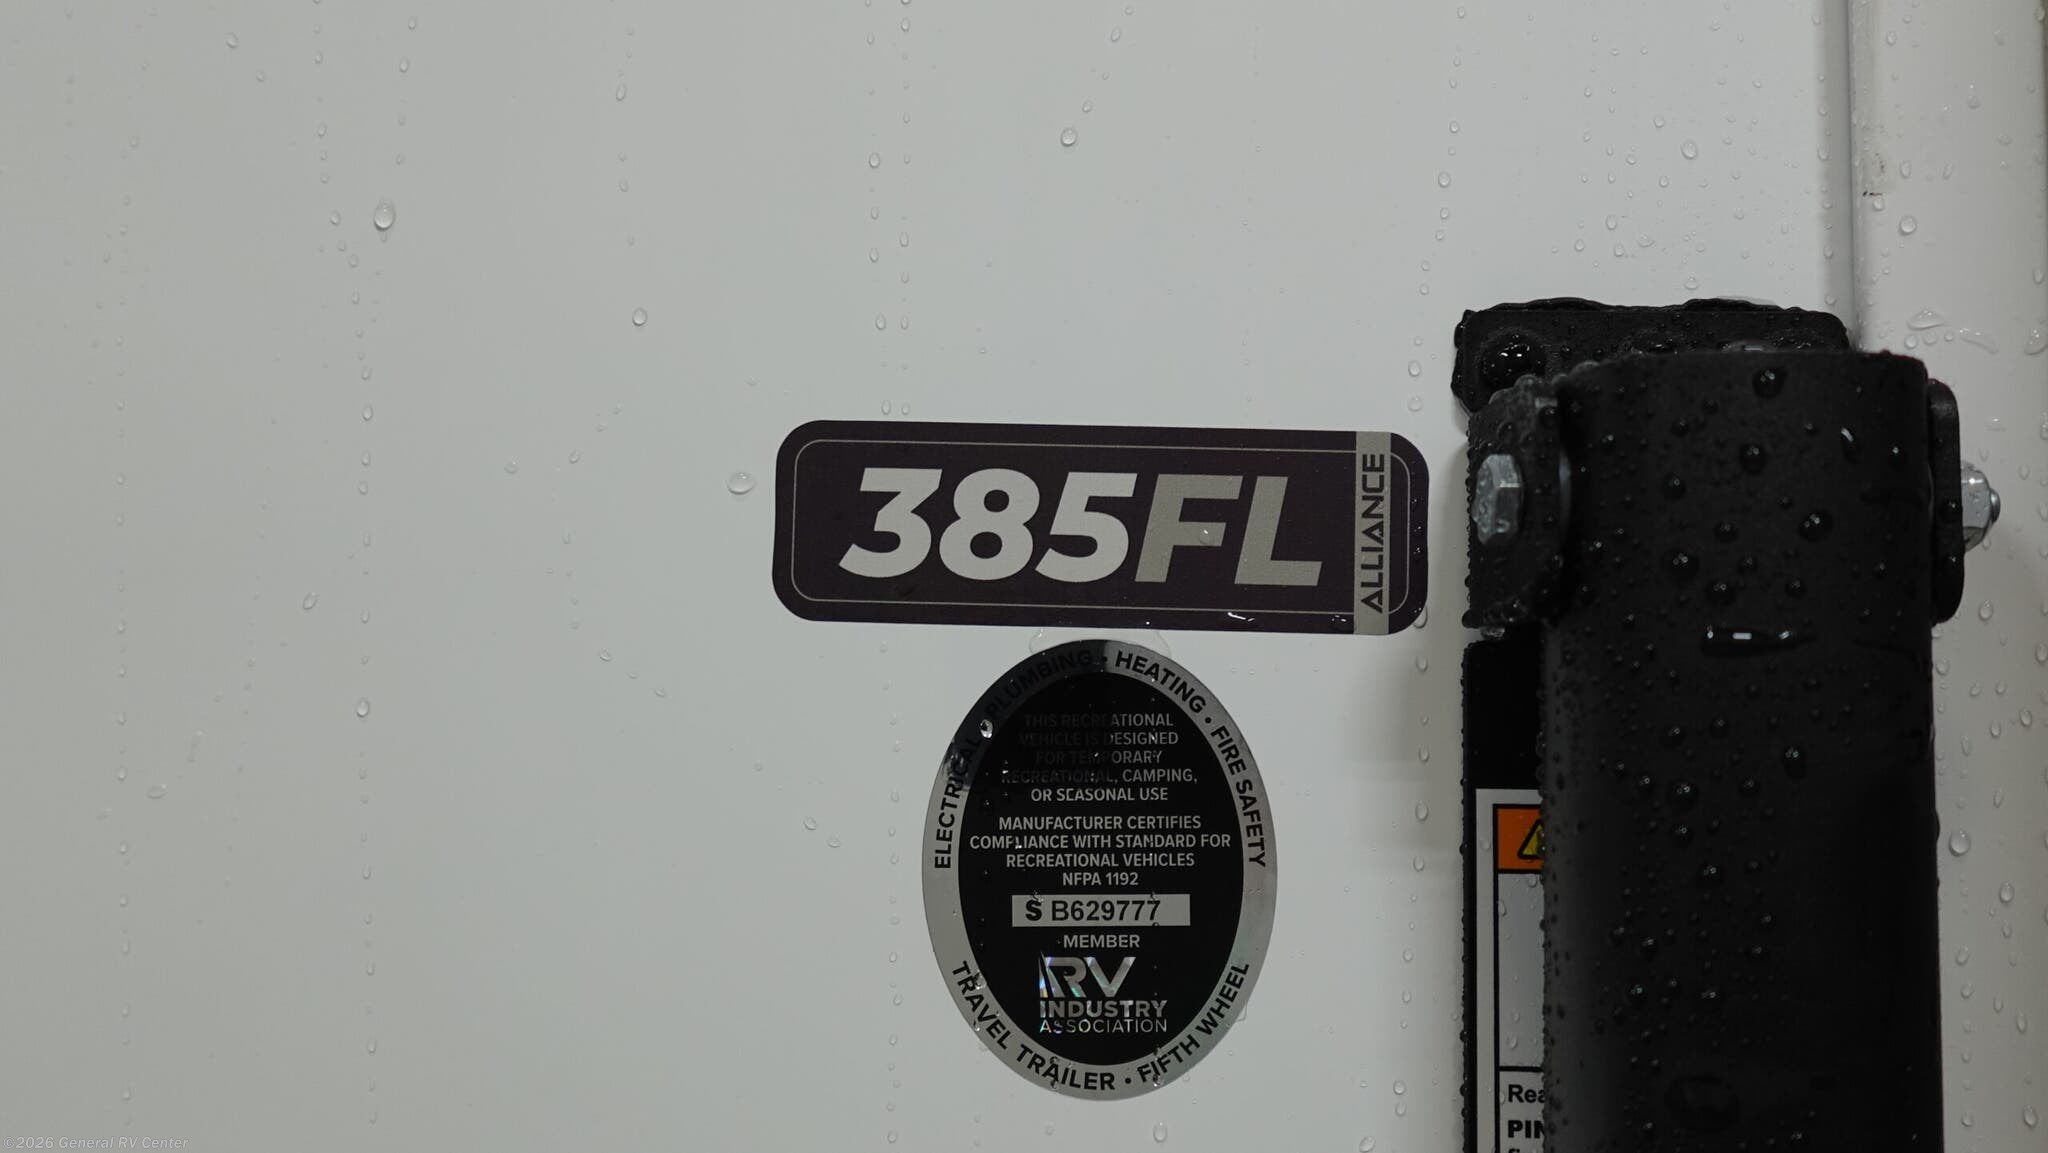 385FL
ALLIANCE
ELECTRICAL • PLUMBING • HEATING • FIRE SAFETY
THIS RECREATIONAL
VEHICLE IS DESIGNED
FOR TEMPORARY
RECREATIONAL, CAMPING,
OR SEASONAL USE
MANUFACTURER CERTIFIES
COMPLIANCE WITH STANDARD FOR
RECREATIONAL VEHICLES
NFPA 1192
S B629777
MEMBER
RV
INDUSTRY
ASSOCIATION
TRAVEL TRAILER • FIFTH WHEEL
©2026 General RV Center